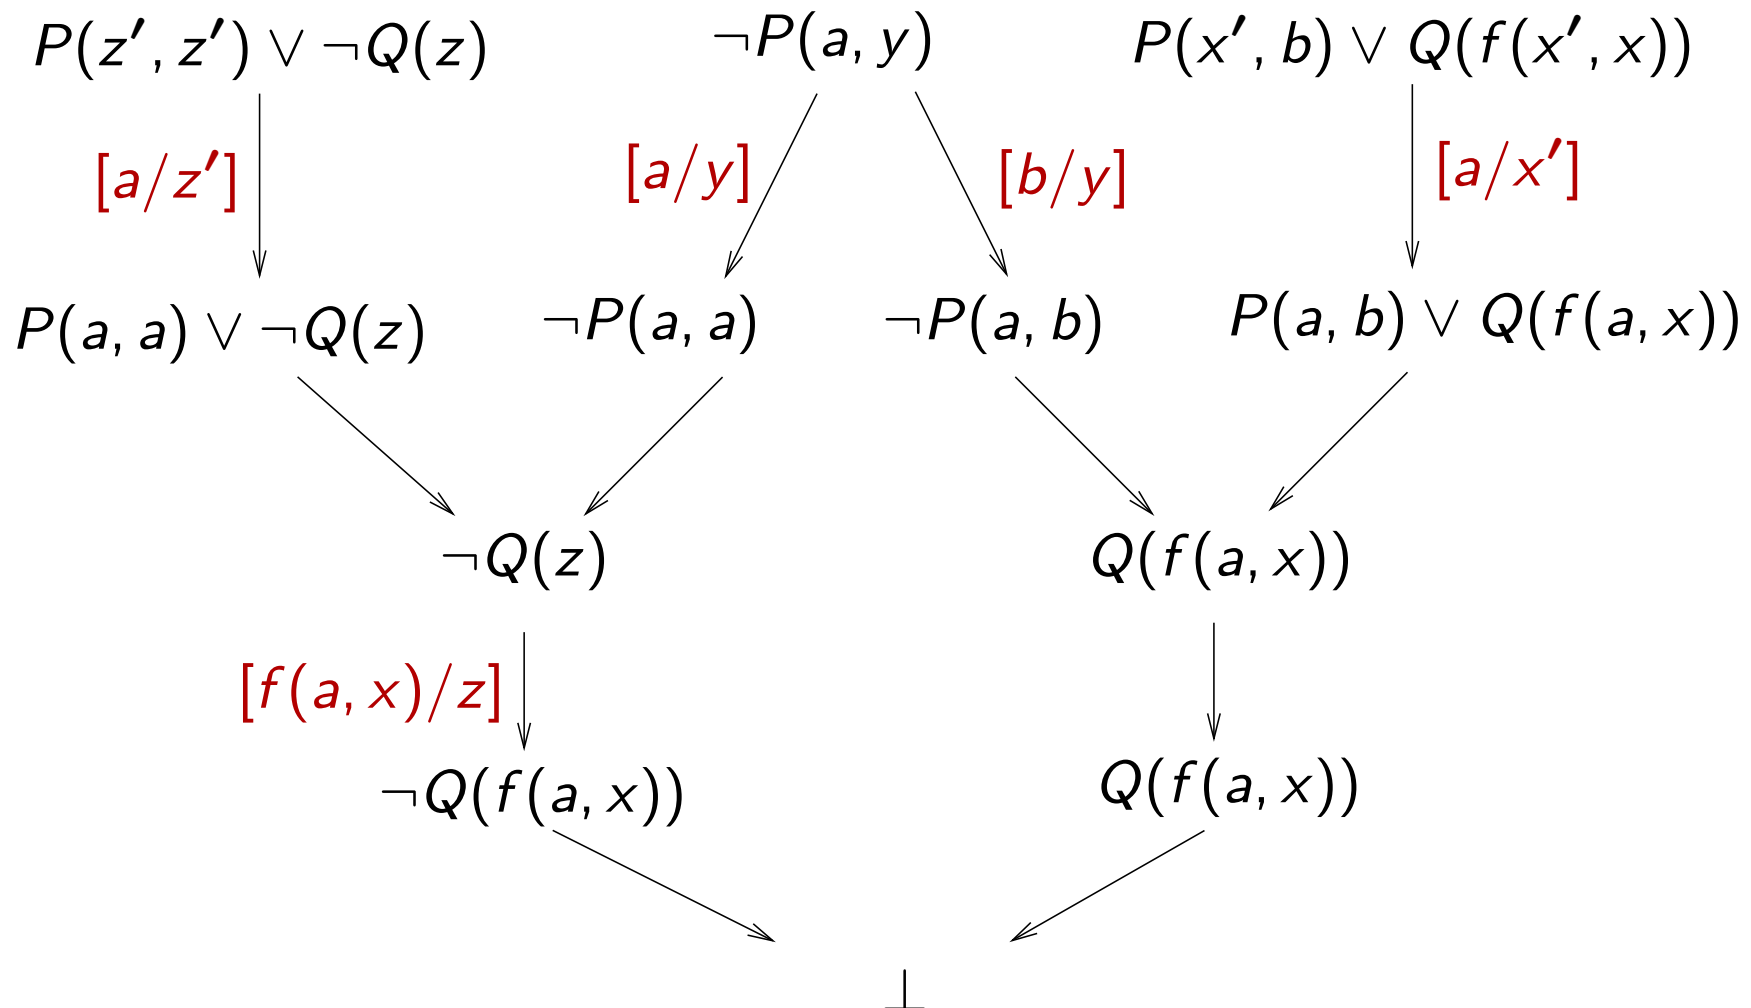 P(z′, z′) ∨ ¬Q(z) ¬P(a, y) P(x′, b) ∨ Q(f(x′, x))
[a/z′] [a/y] [b/y] [a/x′]
P(a, a) ∨ ¬Q(z) ¬P(a, a) ¬P(a, b) P(a, b) ∨ Q(f(a, x))
¬Q(z) Q(f(a, x))
[f(a, x)/z]
¬Q(f(a, x)) Q(f(a, x))
⊥